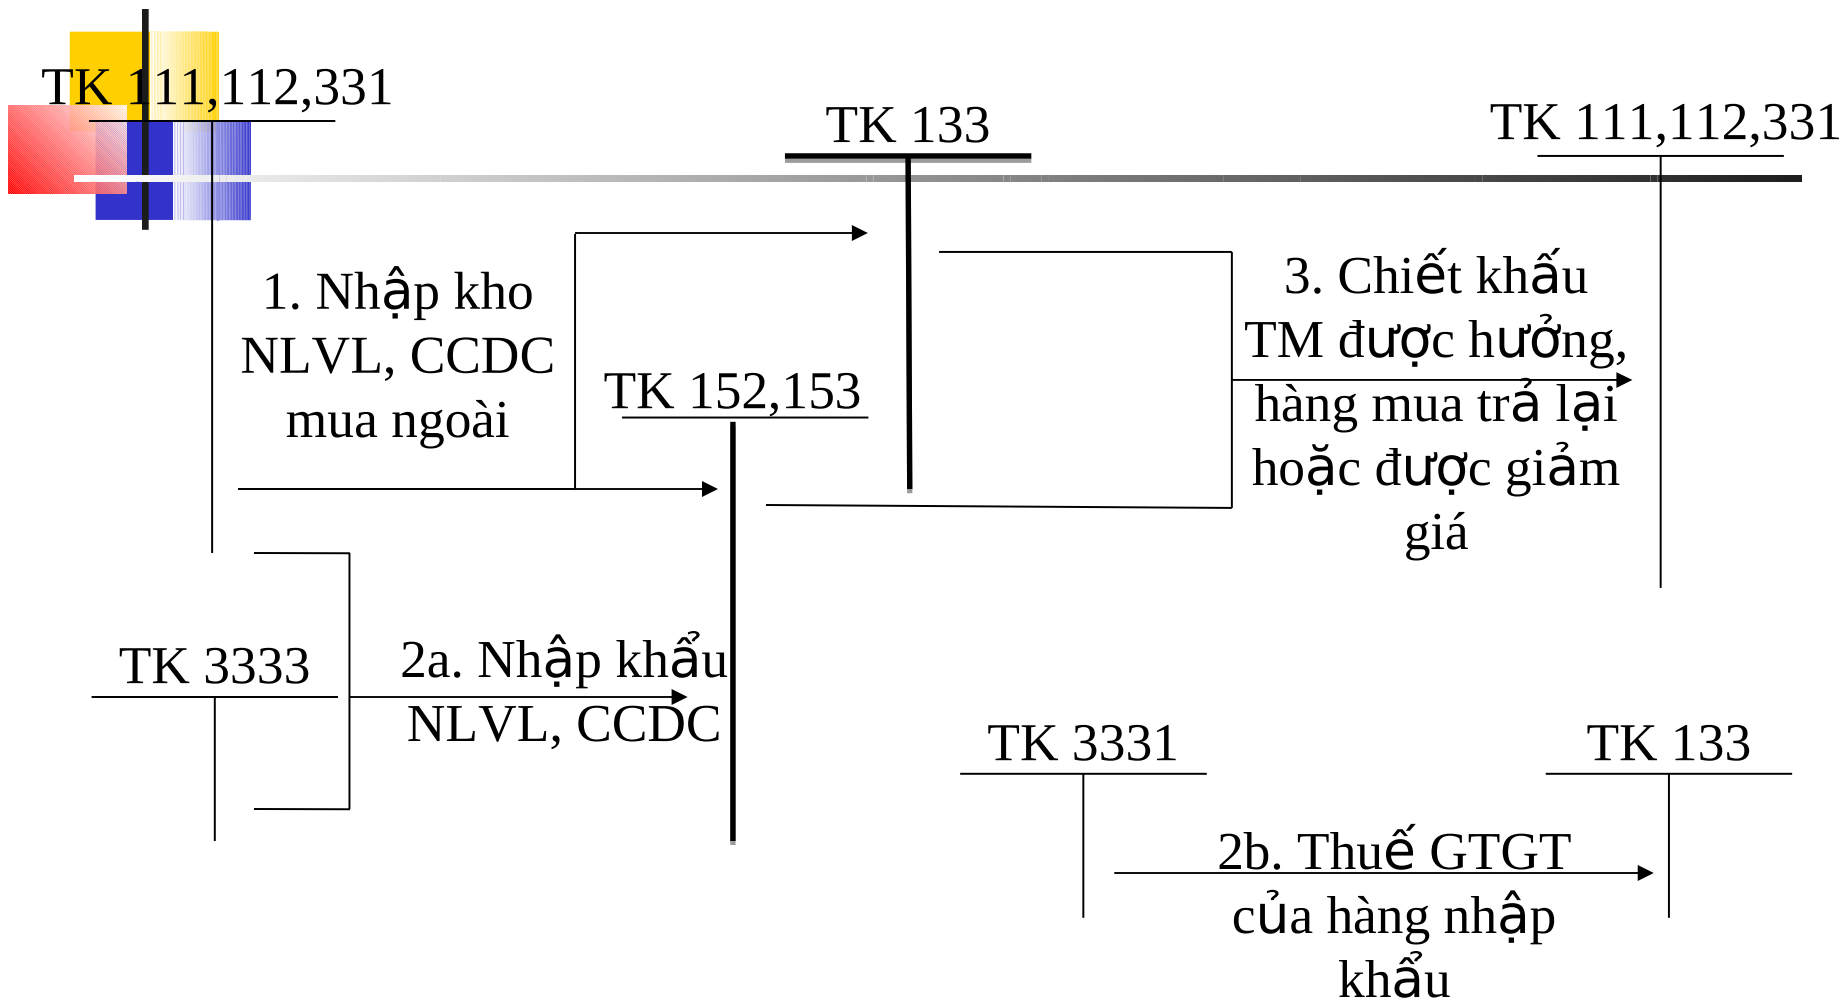 TK 111,112,331
TK 133
TK 111,112,331
1. Nhập kho
NLVL, CCDC
mua ngoài
TK 152,153
3. Chiết khấu
TM được hưởng,
hàng mua trả lại
hoặc được giảm
giá
TK 3333
2a. Nhập khẩu
NLVL, CCDC
TK 3331
TK 133
2b. Thuế GTGT
của hàng nhập
khẩu